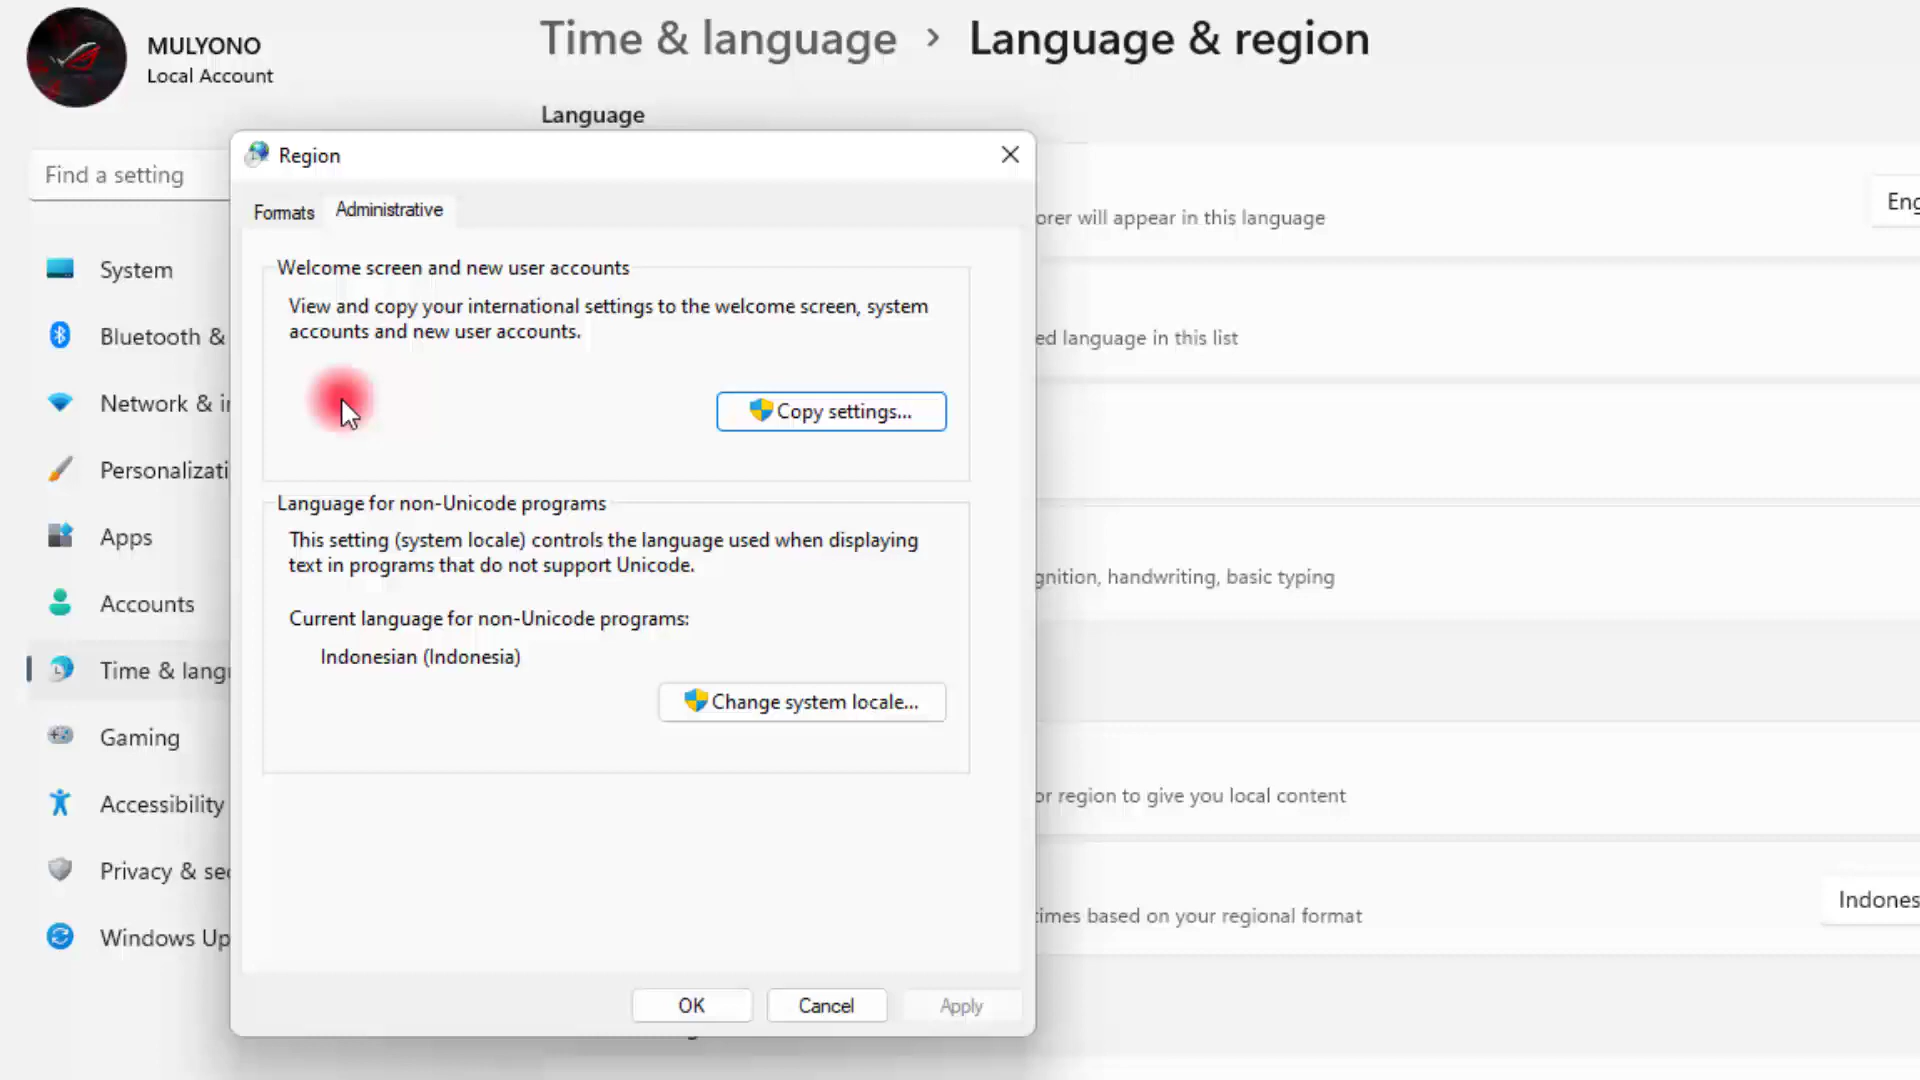 MULYONO
Local Account
Time & language > Language & region
Language
Find a setting
System
Bluetooth &
Network & i
Personalizati
Apps
Accounts
Time & lang
Gaming
Accessibility
Privacy & se
Windows Up
Region
Formats
Administrative
Welcome screen and new user accounts
View and copy your international settings to the welcome screen, system
accounts and new user accounts.
Copy settings...
Language for non-Unicode programs
This setting (system locale) controls the language used when displaying
text in programs that do not support Unicode.
Current language for non-Unicode programs:
Indonesian (Indonesia)
Change system locale...
OK
Cancel
Apply
orer will appear in this language
Eng
ed language in this list
gnition, handwriting, basic typing
or region to give you local content
times based on your regional format
Indones